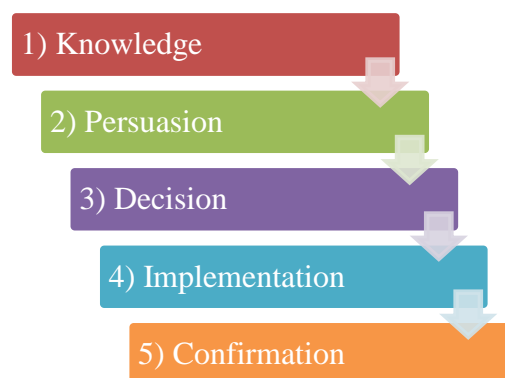 1) Knowledge
2) Persuasion
3) Decision
4) Implementation
5) Confirmation